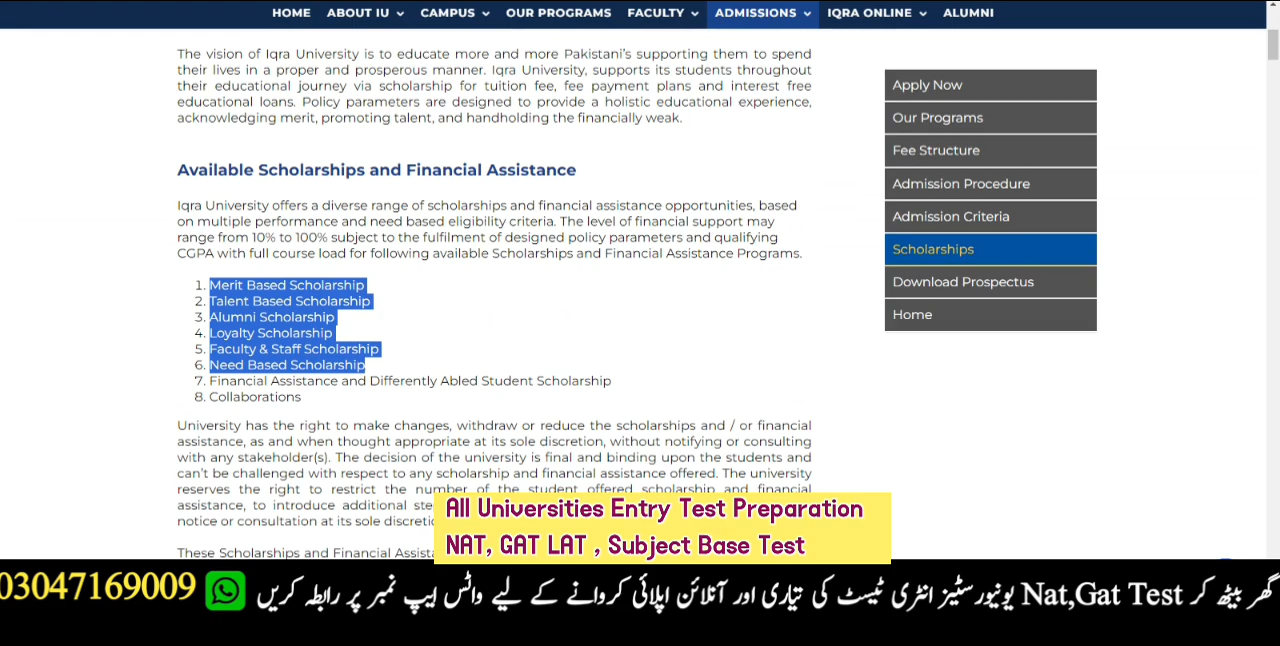 HOME ABOUT IU CAMPUS OUR PROGRAMS FACULTY ADMISSIONS IQRA ONLINE ALUMNI
The vision of Iqra University is to educate more and more Pakistani's supporting them to spend
their lives in a proper and prosperous manner. Iqra University, supports its students throughout
their educational journey via scholarship for tuition fee, fee payment plans and interest free
educational loans. Policy parameters are designed to provide a holistic educational experience,
acknowledging merit, promoting talent, and handholding the financially weak.
Available Scholarships and Financial Assistance
Iqra University offers a diverse range of scholarships and financial assistance opportunities, based
on multiple performance and need based eligibility criteria. The level of financial support may
range from 10% to 100% subject to the fulfilment of designed policy parameters and qualifying
CGPA with full course load for following available Scholarships and Financial Assistance Programs.
1. Merit Based Scholarship
2. Talent Based Scholarship
3. Alumni Scholarship
4. Loyalty Scholarship
5. Faculty & Staff Scholarship
6. Need Based Scholarship
7. Financial Assistance and Differently Abled Student Scholarship
8. Collaborations
University has the right to make changes, withdraw or reduce the scholarships and / or financial
assistance, as and when thought appropriate at its sole discretion, without notifying or consulting
with any stakeholder(s). The decision of the university is final and binding upon the students and
can't be challenged with respect to any scholarship and financial assistance offered. The university
reserves the right to restrict the number of the student offered scholarship and financial
assistance, to introduce additional
notice or consultation at its sole
These Scholarships and Financial
Apply Now
Our Programs
Fee Structure
Admission Procedure
Admission Criteria
Scholarships
Download Prospectus
Home
All Universities Entry Test Preparation
NAT, GAT LAT , Subject Base Test
گھر بیٹھ کر Nat,Gat Test یونیورسٹیز انٹری ٹیسٹ کی تیاری اور آنلائن اپلائی کروانے کے لیے واٹس ایپ نمبر پر رابطہ کریں 03047169009